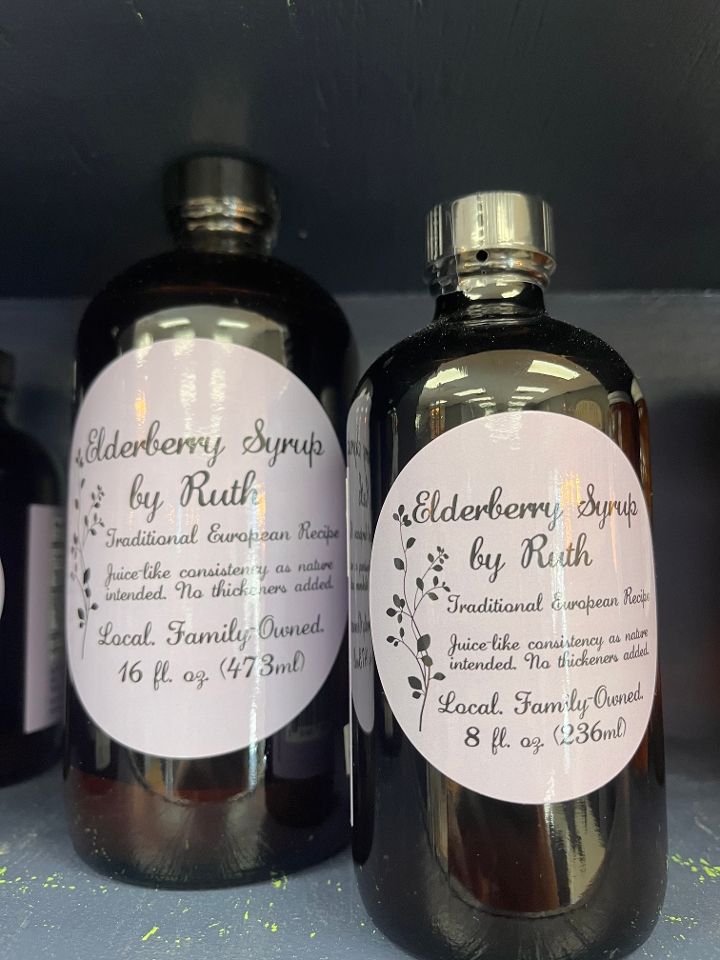 Elderberry Syrup
by Ruth
Traditional European Recipe
Juice-like consistency as nature
intended. No thickeners added.
Local. Family-Owned.
16 fl. oz. (473ml)
Elderberry Syrup
by Ruth
Traditional European Recipe
Juice-like consistency as nature
intended. No thickeners added.
Local. Family-Owned.
8 fl. oz. (236ml)